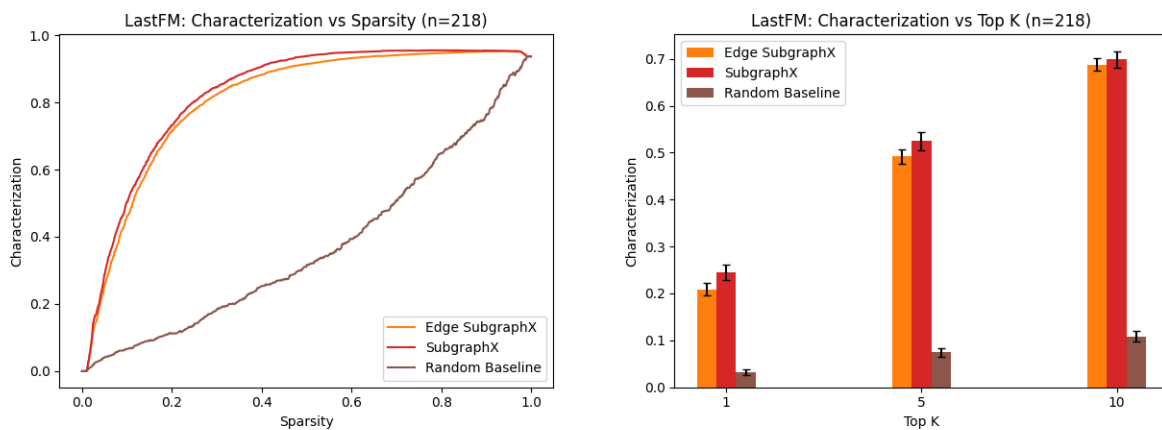 LastFM: Characterization vs Sparsity (n=218)
Characterization
1.0
0.8
0.6
0.4
0.2
0.0
Edge SubgraphX
SubgraphX
Random Baseline
0.0 0.2 0.4 0.6 0.8 1.0
Sparsity
LastFM: Characterization vs Top K (n=218)
Characterization
0.7
0.6
0.5
0.4
0.3
0.2
0.1
0.0
Edge SubgraphX
SubgraphX
Random Baseline
1 5 10
Top K